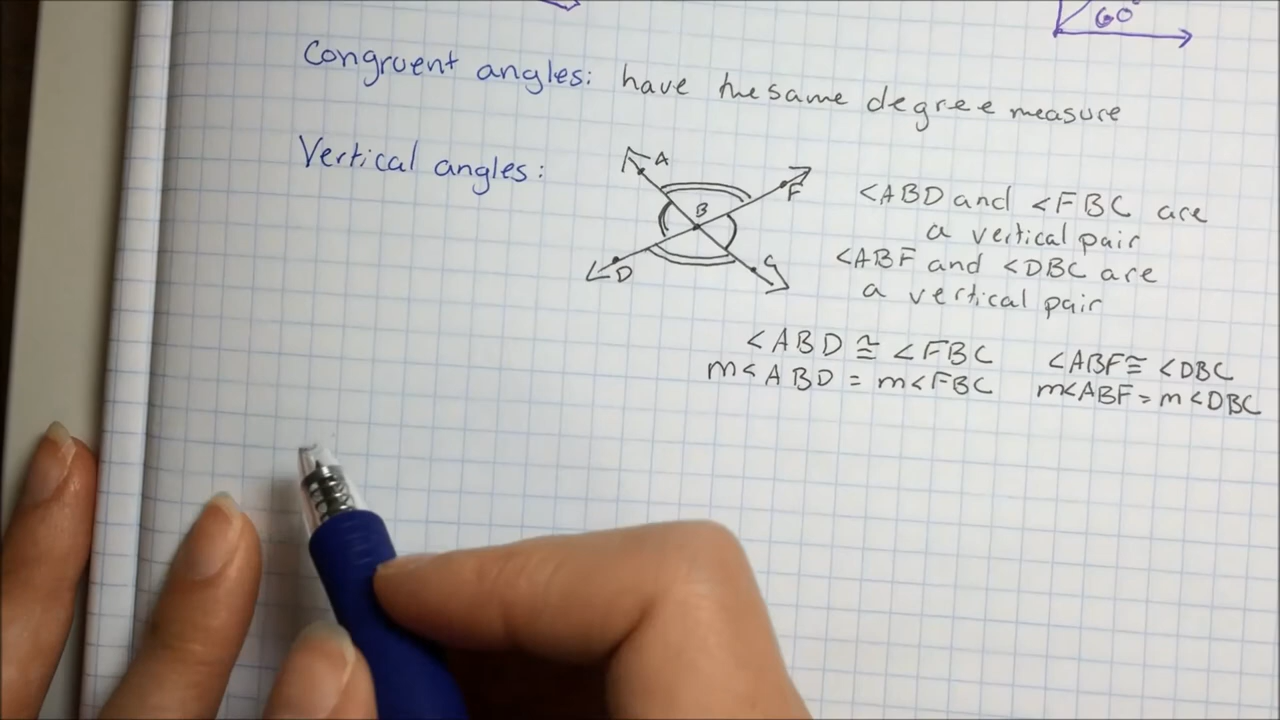 60°
Congruent angles: have the same degree measure
Vertical angles:
A
F
B
D
C
<ABD and <FBC are
a vertical pair
<ABF and <DBC are
a vertical pair
<ABD ≅ <FBC
m<ABD = m<FBC
<ABF ≅ <DBC
m<ABF = m<DBC